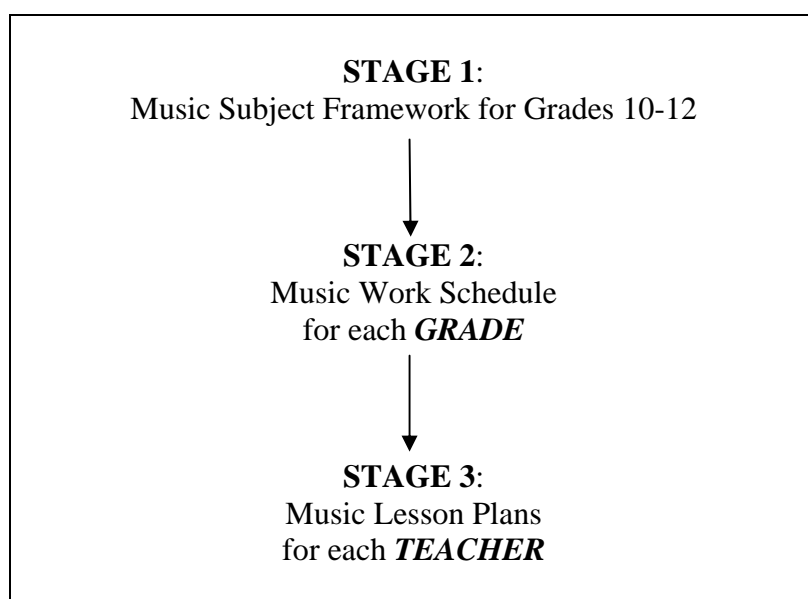 STAGE 1:
Music Subject Framework for Grades 10-12
STAGE 2:
Music Work Schedule
for each GRADE
STAGE 3:
Music Lesson Plans
for each TEACHER